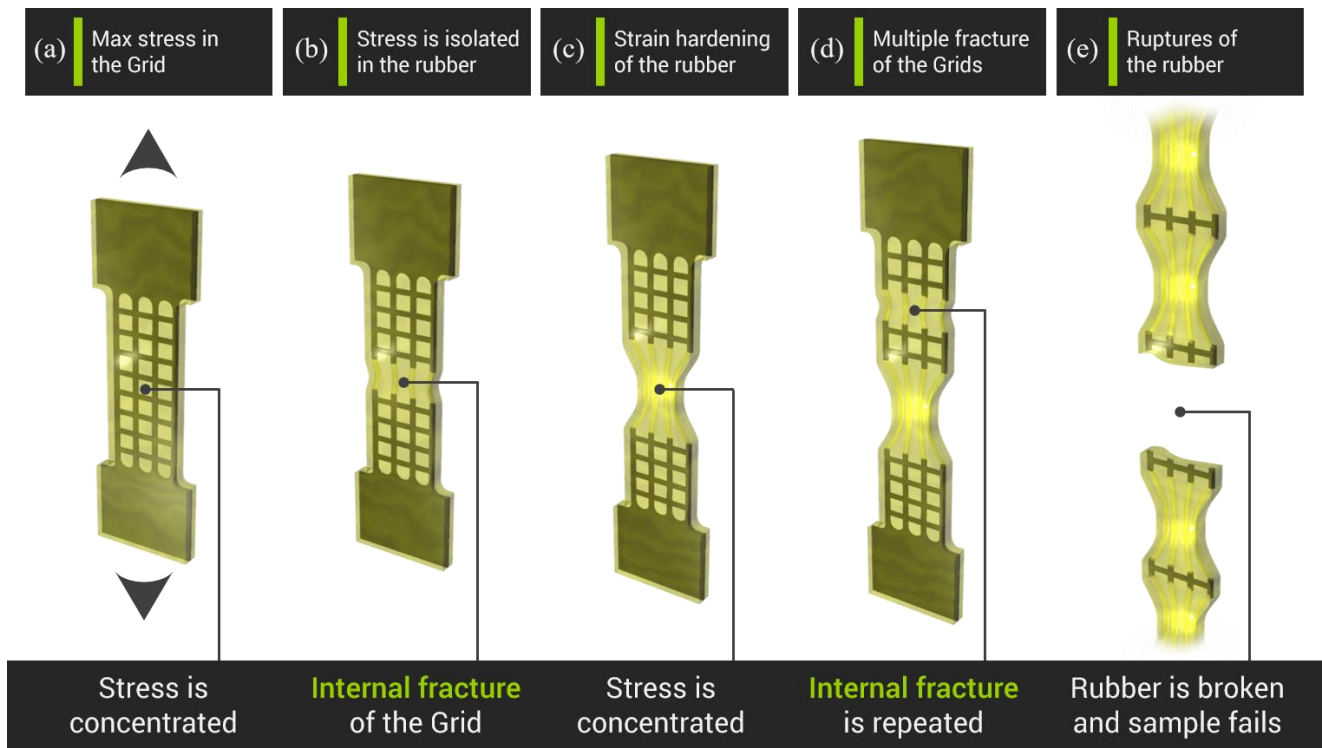 (a)
Max stress in
the Grid
(b)
Stress is isolated
in the rubber
(c)
Strain hardening
of the rubber
(d)
Multiple fracture
of the Grids
(e)
Ruptures of
the rubber
Stress is
concentrated
Internal fracture
of the Grid
Stress is
concentrated
Internal fracture
is repeated
Rubber is broken
and sample fails